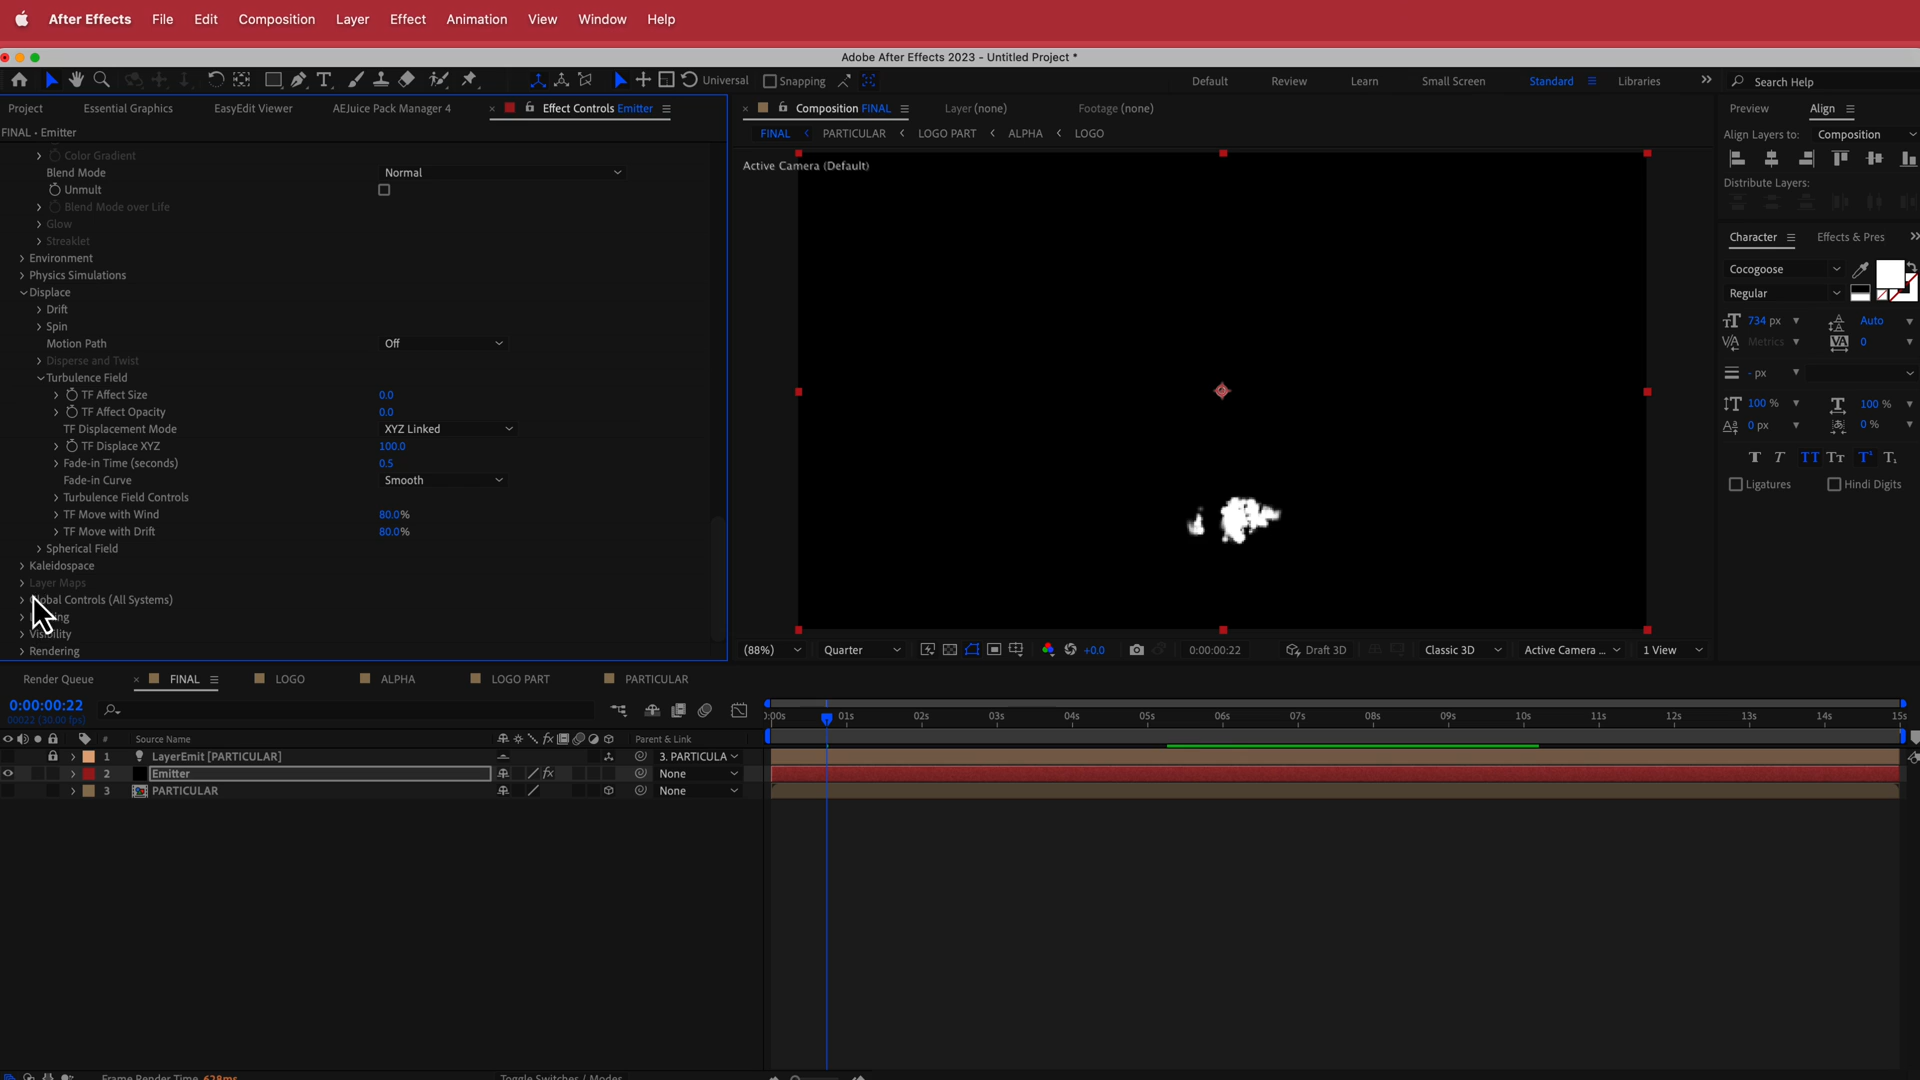 After Effects File Edit Composition Layer Effect Animation View Window Help
Adobe After Effects 2023 - Untitled Project *
Universal Snapping Default Review Learn Small Screen Standard Libraries Search Help
Project Essential Graphics EasyEdit Viewer AEJuice Pack Manager 4 Effect Controls Emitter
FINAL • Emitter
Color Gradient
Blend Mode Normal
Unmult
Blend Mode over Life
Glow
Streaklet
Environment
Physics Simulations
Displace
Drift
Spin
Motion Path Off
Disperse and Twist
Turbulence Field
TF Affect Size 0.0
TF Affect Opacity 0.0
TF Displacement Mode XYZ Linked
TF Displace XYZ 100.0
Fade-in Time (seconds) 0.5
Fade-in Curve Smooth
Turbulence Field Controls
TF Move with Wind 80.0%
TF Move with Drift 80.0%
Spherical Field
Kaleidospace
Layer Maps
Global Controls (All Systems)
Visibility
Rendering
Composition FINAL Layer (none) Footage (none)
FINAL PARTICULAR LOGO PART ALPHA LOGO
Active Camera (Default)
(88%) Quarter +0.0 0:00:00:22 Draft 3D Classic 3D Active Camera ... 1 View
Preview Align
Align Layers to: Composition
Distribute Layers:
Character Effects & Pres
Cocogoose
Regular
734 px Auto
Metrics 0
- px
100 % 100 %
0 px 0 %
Ligatures Hindi Digits
Render Queue FINAL LOGO ALPHA LOGO PART PARTICULAR
0:00:00:22
00022 (30.00 fps)
:00s 01s 02s 03s 04s 05s 06s 07s 08s 09s 10s 11s 12s 13s 14s 15s
# Source Name Parent & Link
1 LayerEmit [PARTICULAR] 3. PARTICULA
2 Emitter None
3 PARTICULAR None
Frame Render Time 628ms Toggle Switches / Modes